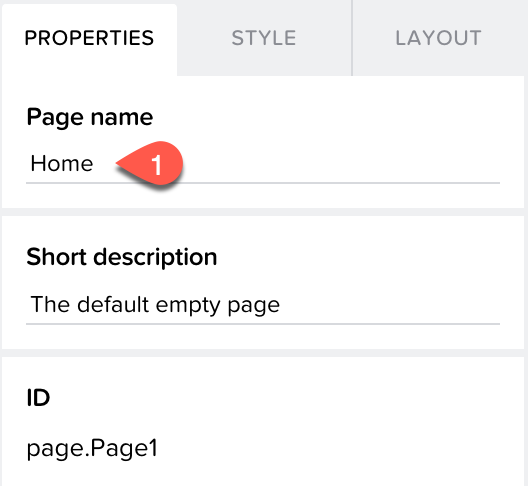 PROPERTIES STYLE LAYOUT
Page name
Home 1
Short description
The default empty page
ID
page.Page1